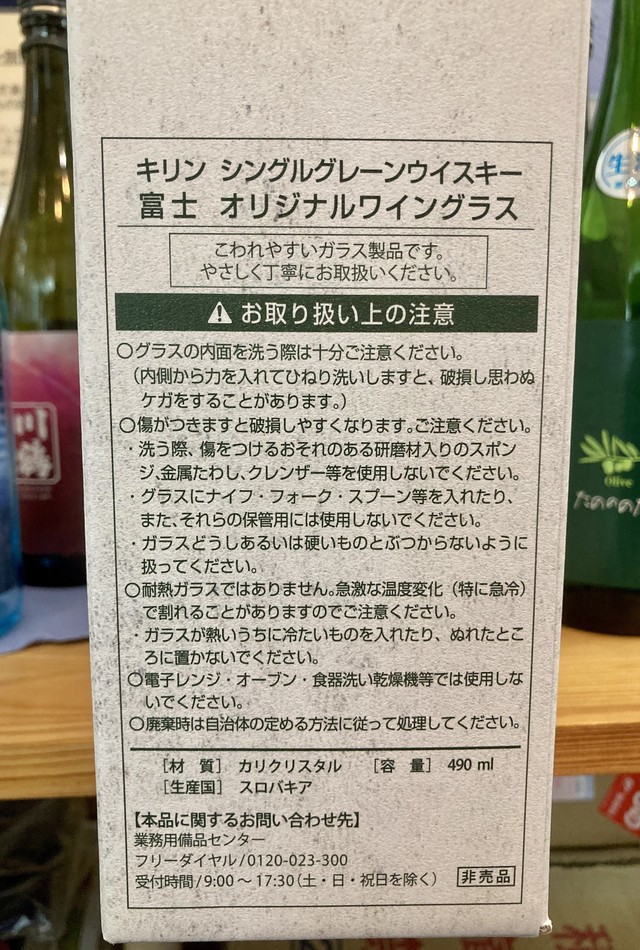 キリン シングルグレーンウイスキー
富士 オリジナルワイングラス
こわれやすいガラス製品です。
やさしく丁寧にお取扱いください。
お取り扱い上の注意
○グラスの内面を洗う際は十分ご注意ください。
（内側から力を入れてひねり洗いしますと、破損し思わぬ
ケガをすることがあります。）
○傷がつきますと破損しやすくなります。ご注意ください。
・洗う際、傷をつけるおそれのある研磨材入りのスポン
ジ、金属たわし、クレンザー等を使用しないでください。
・グラスにナイフ・フォーク・スプーン等を入れたり、
また、それらの保管用には使用しないでください。
・ガラスどうしあるいは硬いものとぶつからないように
扱ってください。
○耐熱ガラスではありません。急激な温度変化（特に急冷）
で割れることがありますのでご注意ください。
・ガラスが熱いうちに冷たいものを入れたり、ぬれたとこ
ろに置かないでください。
○電子レンジ・オーブン・食器洗い乾燥機等では使用しな
いでください。
○廃棄時は自治体の定める方法に従って処理してください。
［材 質］ カリクリスタル ［容 量］ 490 ml
［生産国］ スロバキア
【本品に関するお問い合わせ先】
業務用備品センター
フリーダイヤル/0120-023-300
受付時間/9:00～17:30（土・日・祝日を除く） 非売品
川鶴
生
Olive